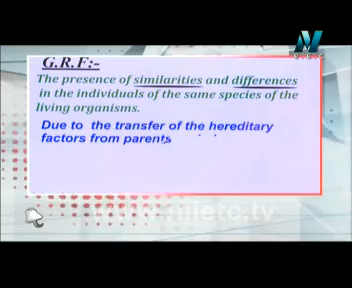 G.R.F:-
The presence of similarities and differences
in the individuals of the same species of the
living organisms.
Due to the transfer of the hereditary
factors from parents